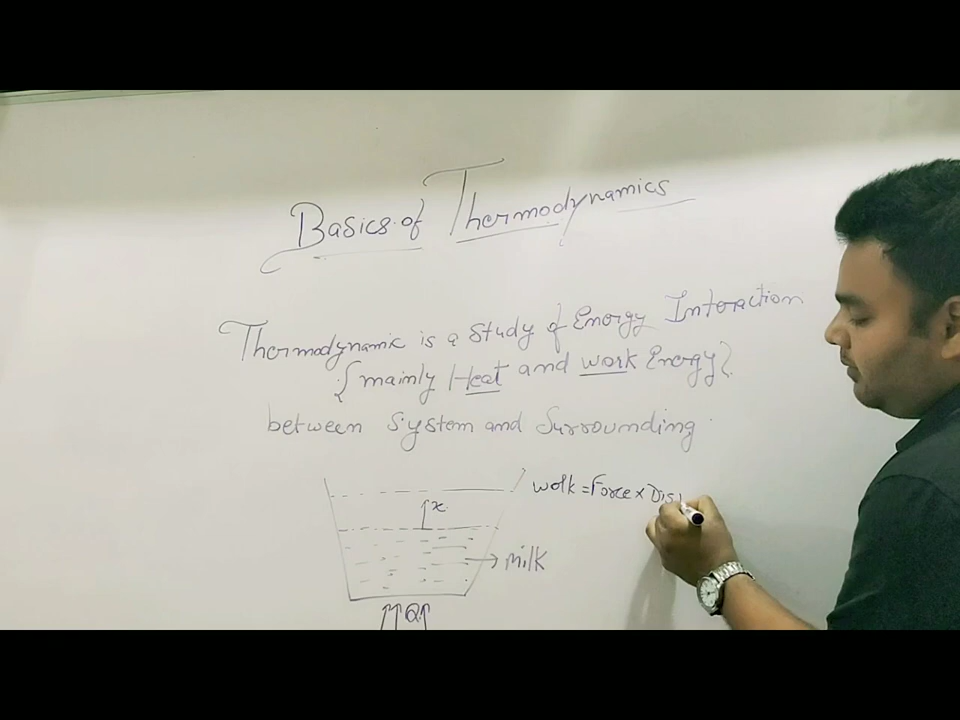 Basics of Thermodynamics
Thermodynamic is a Study of Energy Interaction
{mainly Heat and work Energy}
between System and Surrounding.
work = Force x Dis
x
milk
Q